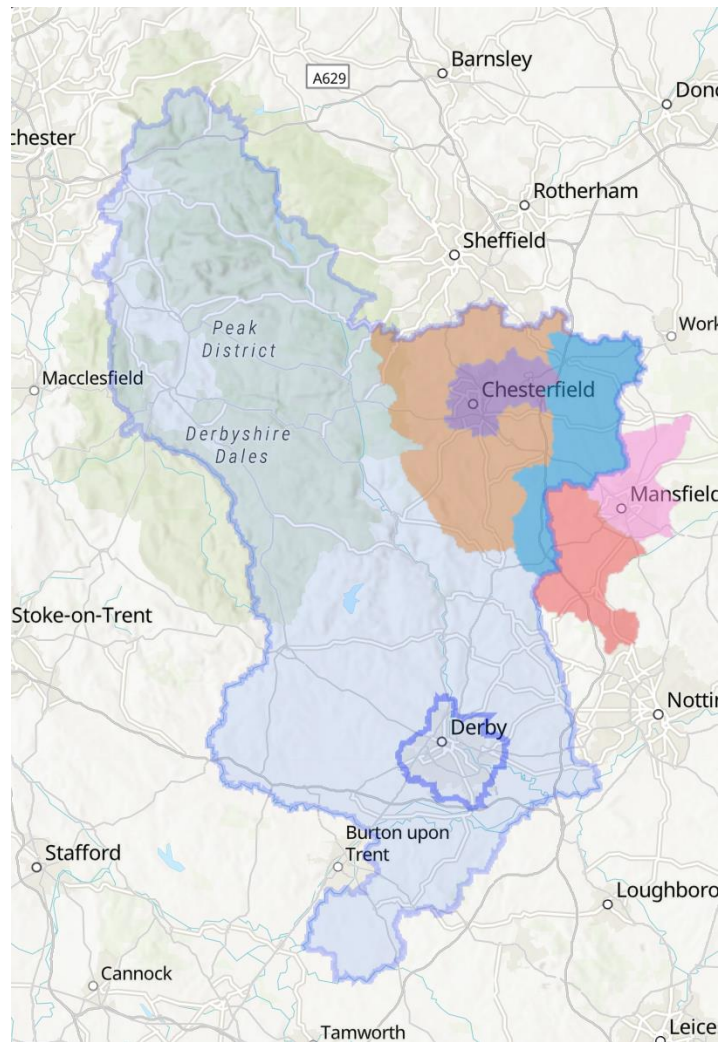 Barnsley
A629
Donc
chester
Rotherham
Sheffield
Peak
District
Work
Macclesfield
Chesterfield
Derbyshire
Dales
Mansfield
Stoke-on-Trent
Nottin
Derby
Burton upon
Trent
Stafford
Loughboro
Cannock
Tamworth
Leice